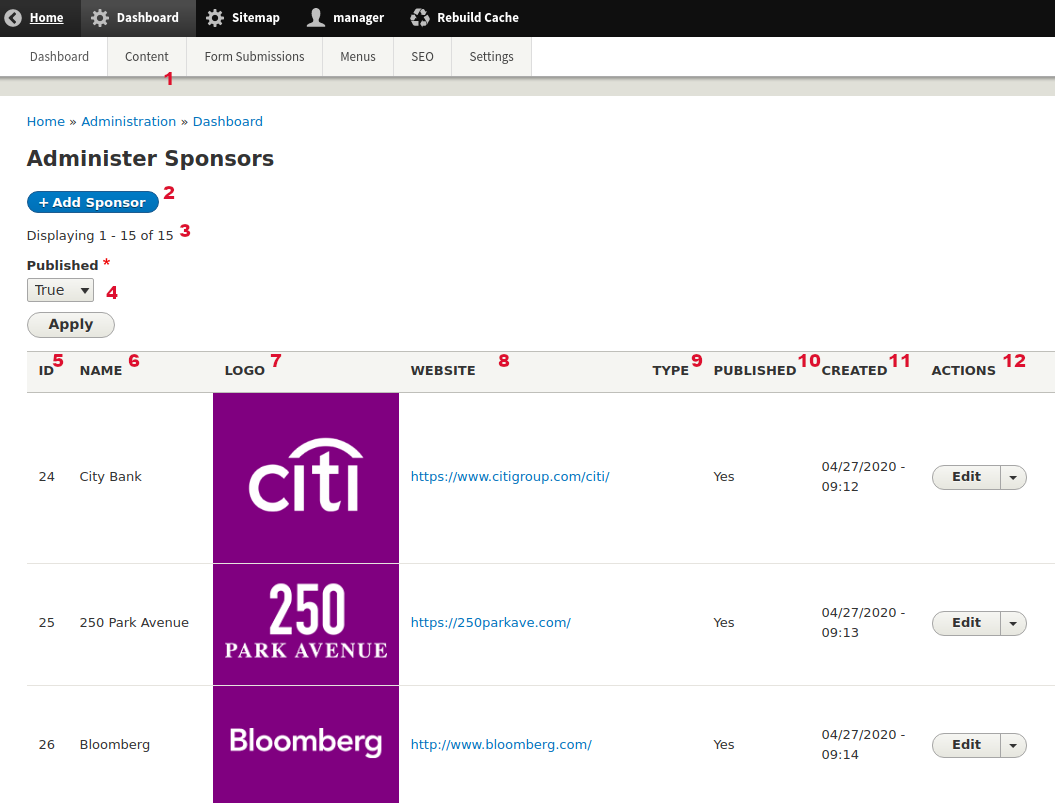 Home Dashboard Sitemap manager Rebuild Cache
Dashboard Content Form Submissions Menus SEO Settings
1
Home » Administration » Dashboard
Administer Sponsors
+ Add Sponsor 2
Displaying 1 - 15 of 15 3
Published *
True 4
Apply
ID 5 NAME 6 LOGO 7 WEBSITE 8 TYPE 9 PUBLISHED 10 CREATED 11 ACTIONS 12
24 City Bank citi https://www.citigroup.com/citi/ Yes 04/27/2020 - Edit
09:12
25 250 Park Avenue 250 https://250parkave.com/ Yes 04/27/2020 - Edit
PARK AVENUE 09:13
26 Bloomberg Bloomberg http://www.bloomberg.com/ Yes 04/27/2020 - Edit
09:14